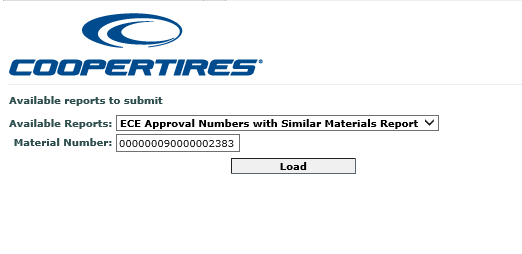 COOPERTIRES®
Available reports to submit
Available Reports: ECE Approval Numbers with Similar Materials Report
Material Number: 000000090000002383
Load